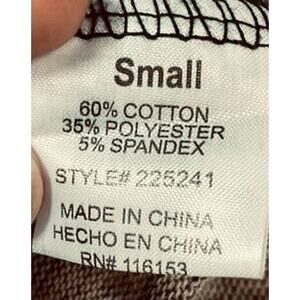 Small
60% COTTON
35% POLYESTER
5% SPANDEX
STYLE# 225241
MADE IN CHINA
HECHO EN CHINA
RN# 116153